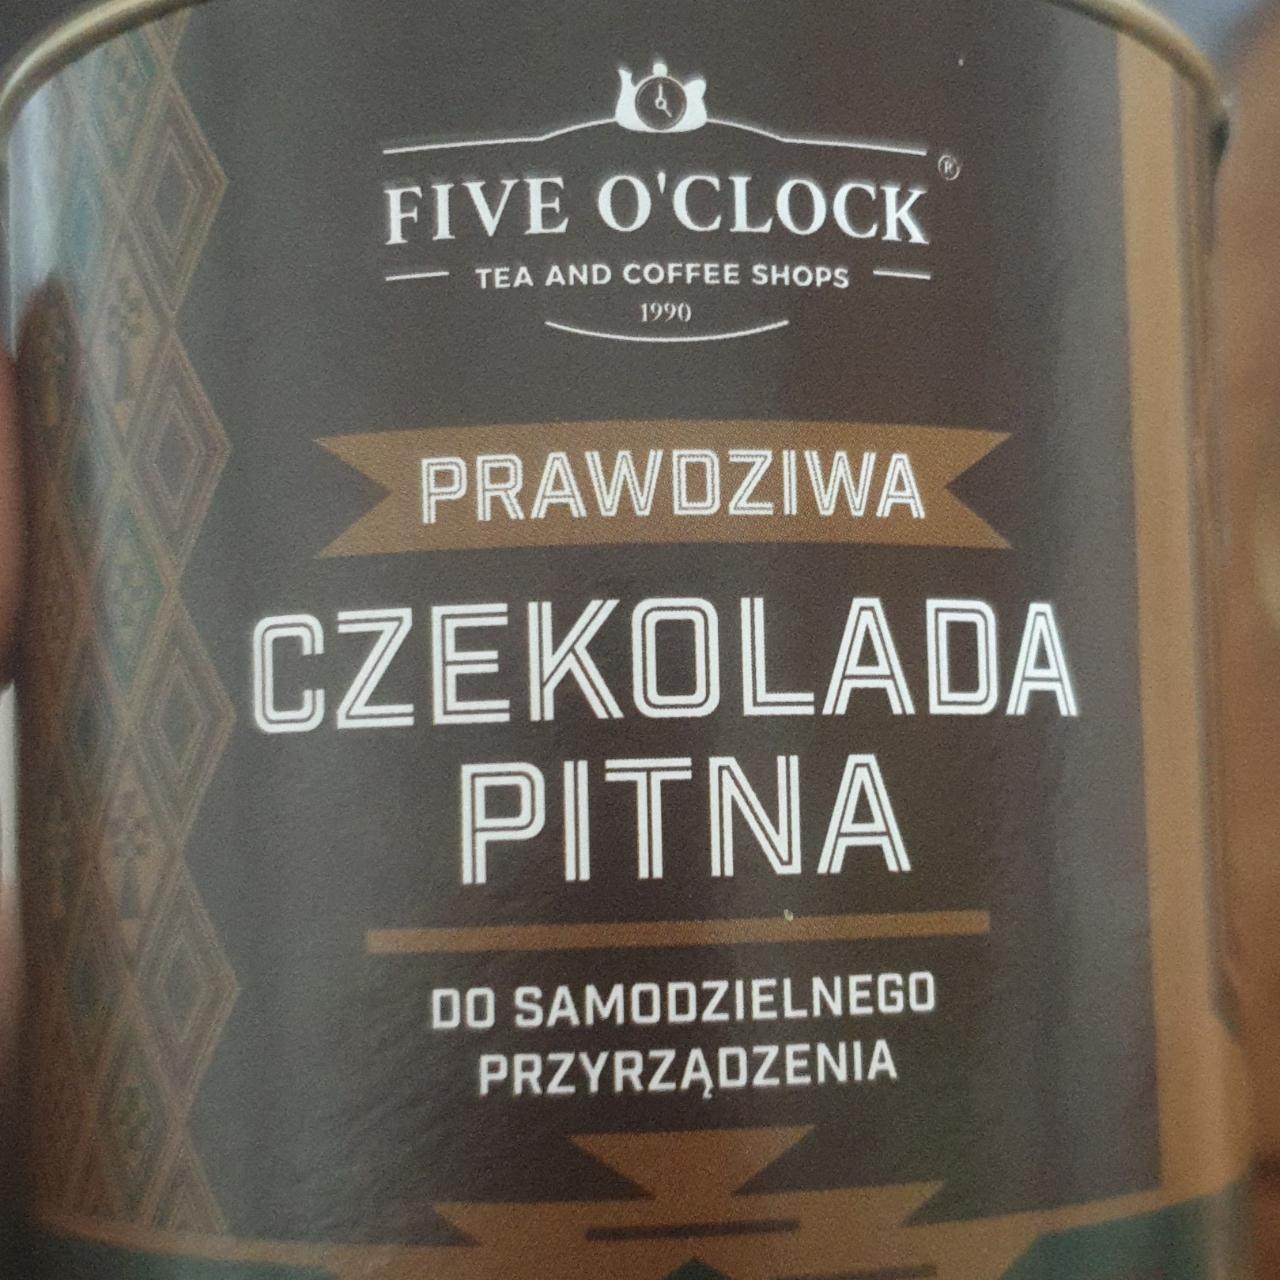 FIVE O'CLOCK®
TEA AND COFFEE SHOPS
1990
PRAWDZIWA
CZEKOLADA
PITNA
DO SAMODZIELNEGO
PRZYRZĄDZENIA